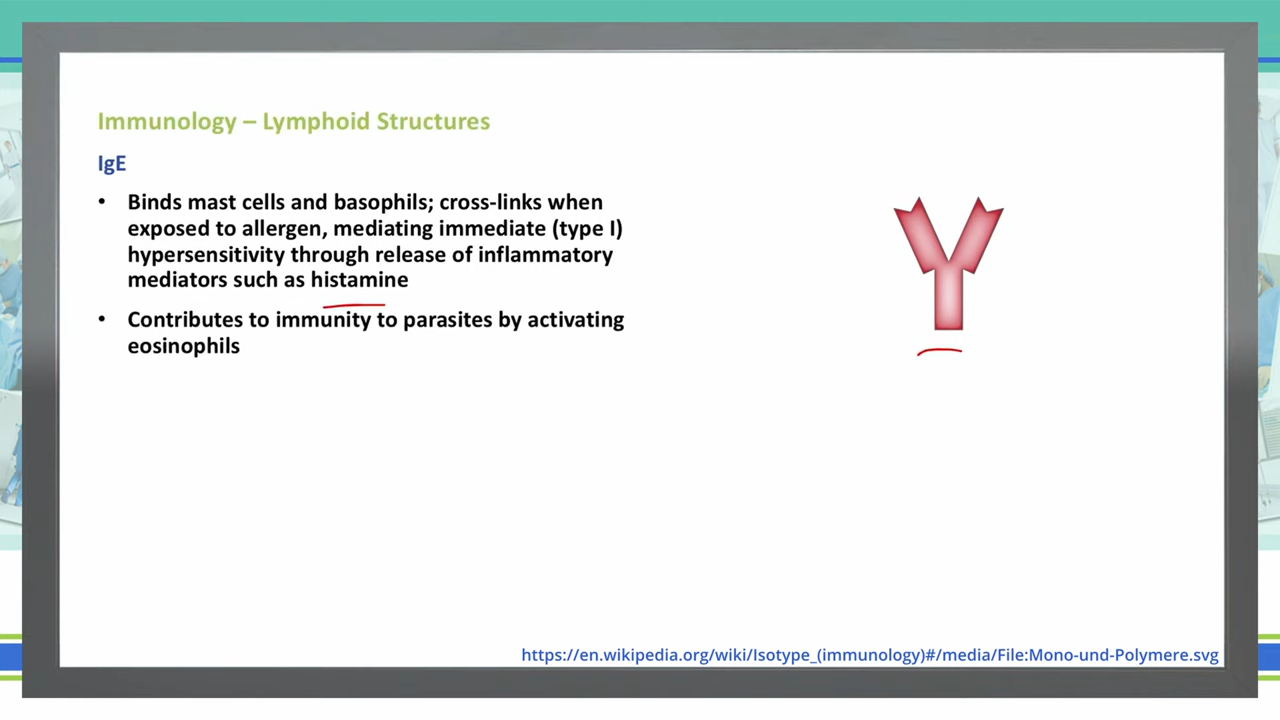 Immunology – Lymphoid Structures
IgE
• Binds mast cells and basophils; cross-links when
exposed to allergen, mediating immediate (type I)
hypersensitivity through release of inflammatory
mediators such as histamine
• Contributes to immunity to parasites by activating
eosinophils
https://en.wikipedia.org/wiki/Isotype_(immunology)#/media/File:Mono-und-Polymere.svg